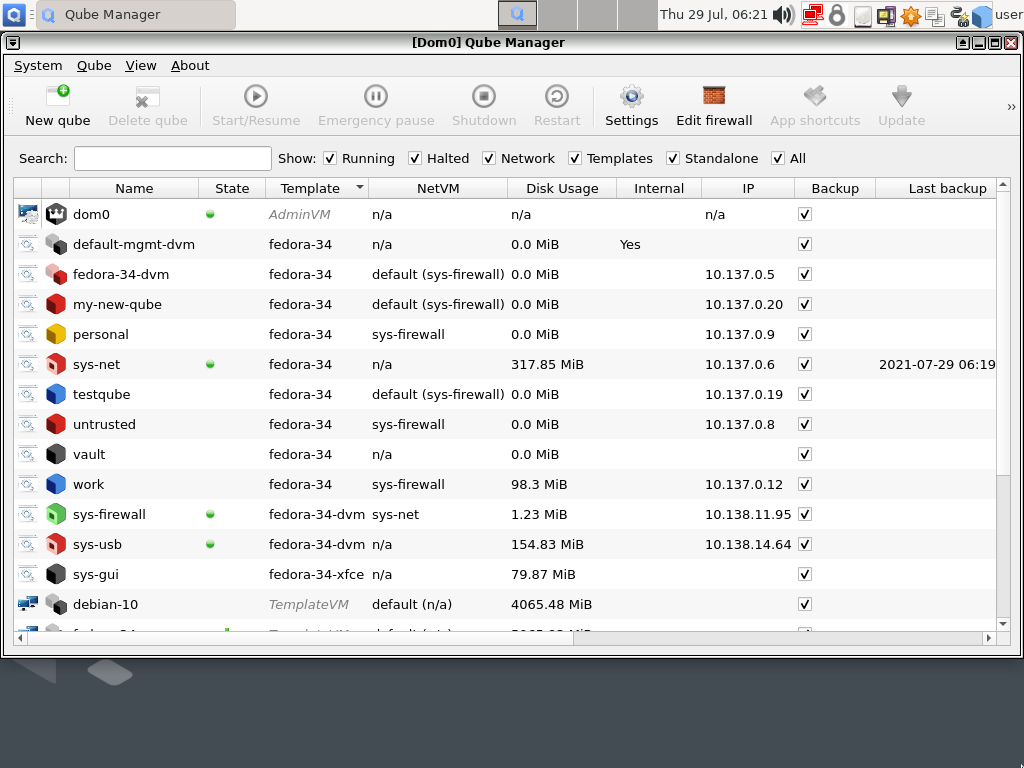 Qube Manager Thu 29 Jul, 06:21 user
[Dom0] Qube Manager
System Qube View About
New qube Delete qube Start/Resume Emergency pause Shutdown Restart Settings Edit firewall App shortcuts Update »
Search: Show: Running Halted Network Templates Standalone All
Name State Template NetVM Disk Usage Internal IP Backup Last backup
dom0 AdminVM n/a n/a n/a
default-mgmt-dvm fedora-34 n/a 0.0 MiB Yes
fedora-34-dvm fedora-34 default (sys-firewall) 0.0 MiB 10.137.0.5
my-new-qube fedora-34 default (sys-firewall) 0.0 MiB 10.137.0.20
personal fedora-34 sys-firewall 0.0 MiB 10.137.0.9
sys-net fedora-34 n/a 317.85 MiB 10.137.0.6 2021-07-29 06:19
testqube fedora-34 default (sys-firewall) 0.0 MiB 10.137.0.19
untrusted fedora-34 sys-firewall 0.0 MiB 10.137.0.8
vault fedora-34 n/a 0.0 MiB
work fedora-34 sys-firewall 98.3 MiB 10.137.0.12
sys-firewall fedora-34-dvm sys-net 1.23 MiB 10.138.11.95
sys-usb fedora-34-dvm n/a 154.83 MiB 10.138.14.64
sys-gui fedora-34-xfce n/a 79.87 MiB
debian-10 TemplateVM default (n/a) 4065.48 MiB